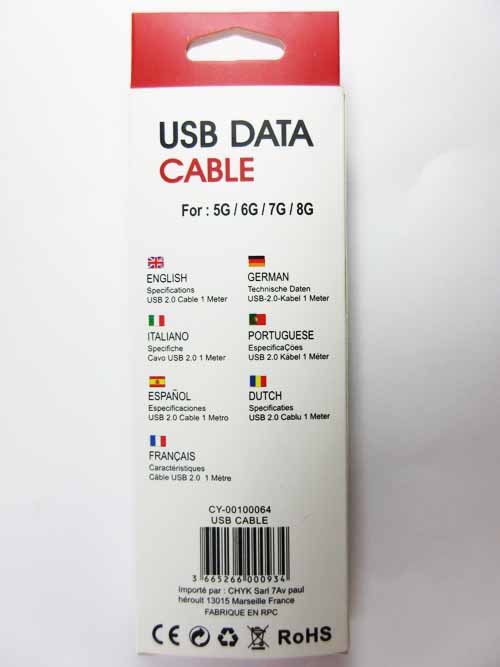 USB DATA
CABLE
For : 5G / 6G / 7G / 8G
ENGLISH
Specifications
USB 2.0 Cable 1 Meter
GERMAN
Technische Daten
USB-2.0-Kabel 1 Meter
ITALIANO
Specifiche
Cavo USB 2.0 1 Meter
PORTUGUESE
EspecificaÇoes
USB 2.0 Kábel 1 Méter
ESPAÑOL
Especificaciones
USB 2.0 Cable 1 Metro
DUTCH
Specificaties
USB 2.0 Cablu 1 Meter
FRANÇAIS
Caractéristiques
Câble USB 2.0 1 Mètre
CY-00100064
USB CABLE
3 665266 000934
Importé par : CHYK Sarl 7Av paul
héroult 13015 Marseille France
FABRIQUE EN RPC
CE RoHS